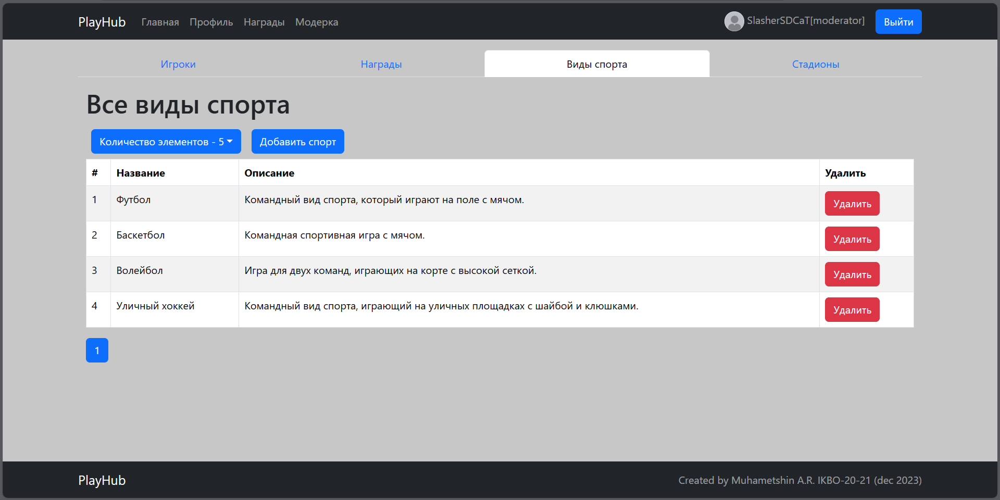 PlayHub Главная Профиль Награды Модерка SlasherSDCaT[moderator] Выйти
Игроки Награды Виды спорта Стадионы
Все виды спорта
Количество элементов - 5 Добавить спорт
# Название Описание Удалить
1 Футбол Командный вид спорта, который играют на поле с мячом. Удалить
2 Баскетбол Командная спортивная игра с мячом. Удалить
3 Волейбол Игра для двух команд, играющих на корте с высокой сеткой. Удалить
4 Уличный хоккей Командный вид спорта, играющий на уличных площадках с шайбой и клюшками. Удалить
1
PlayHub Created by Muhametshin A.R. IKBO-20-21 (dec 2023)